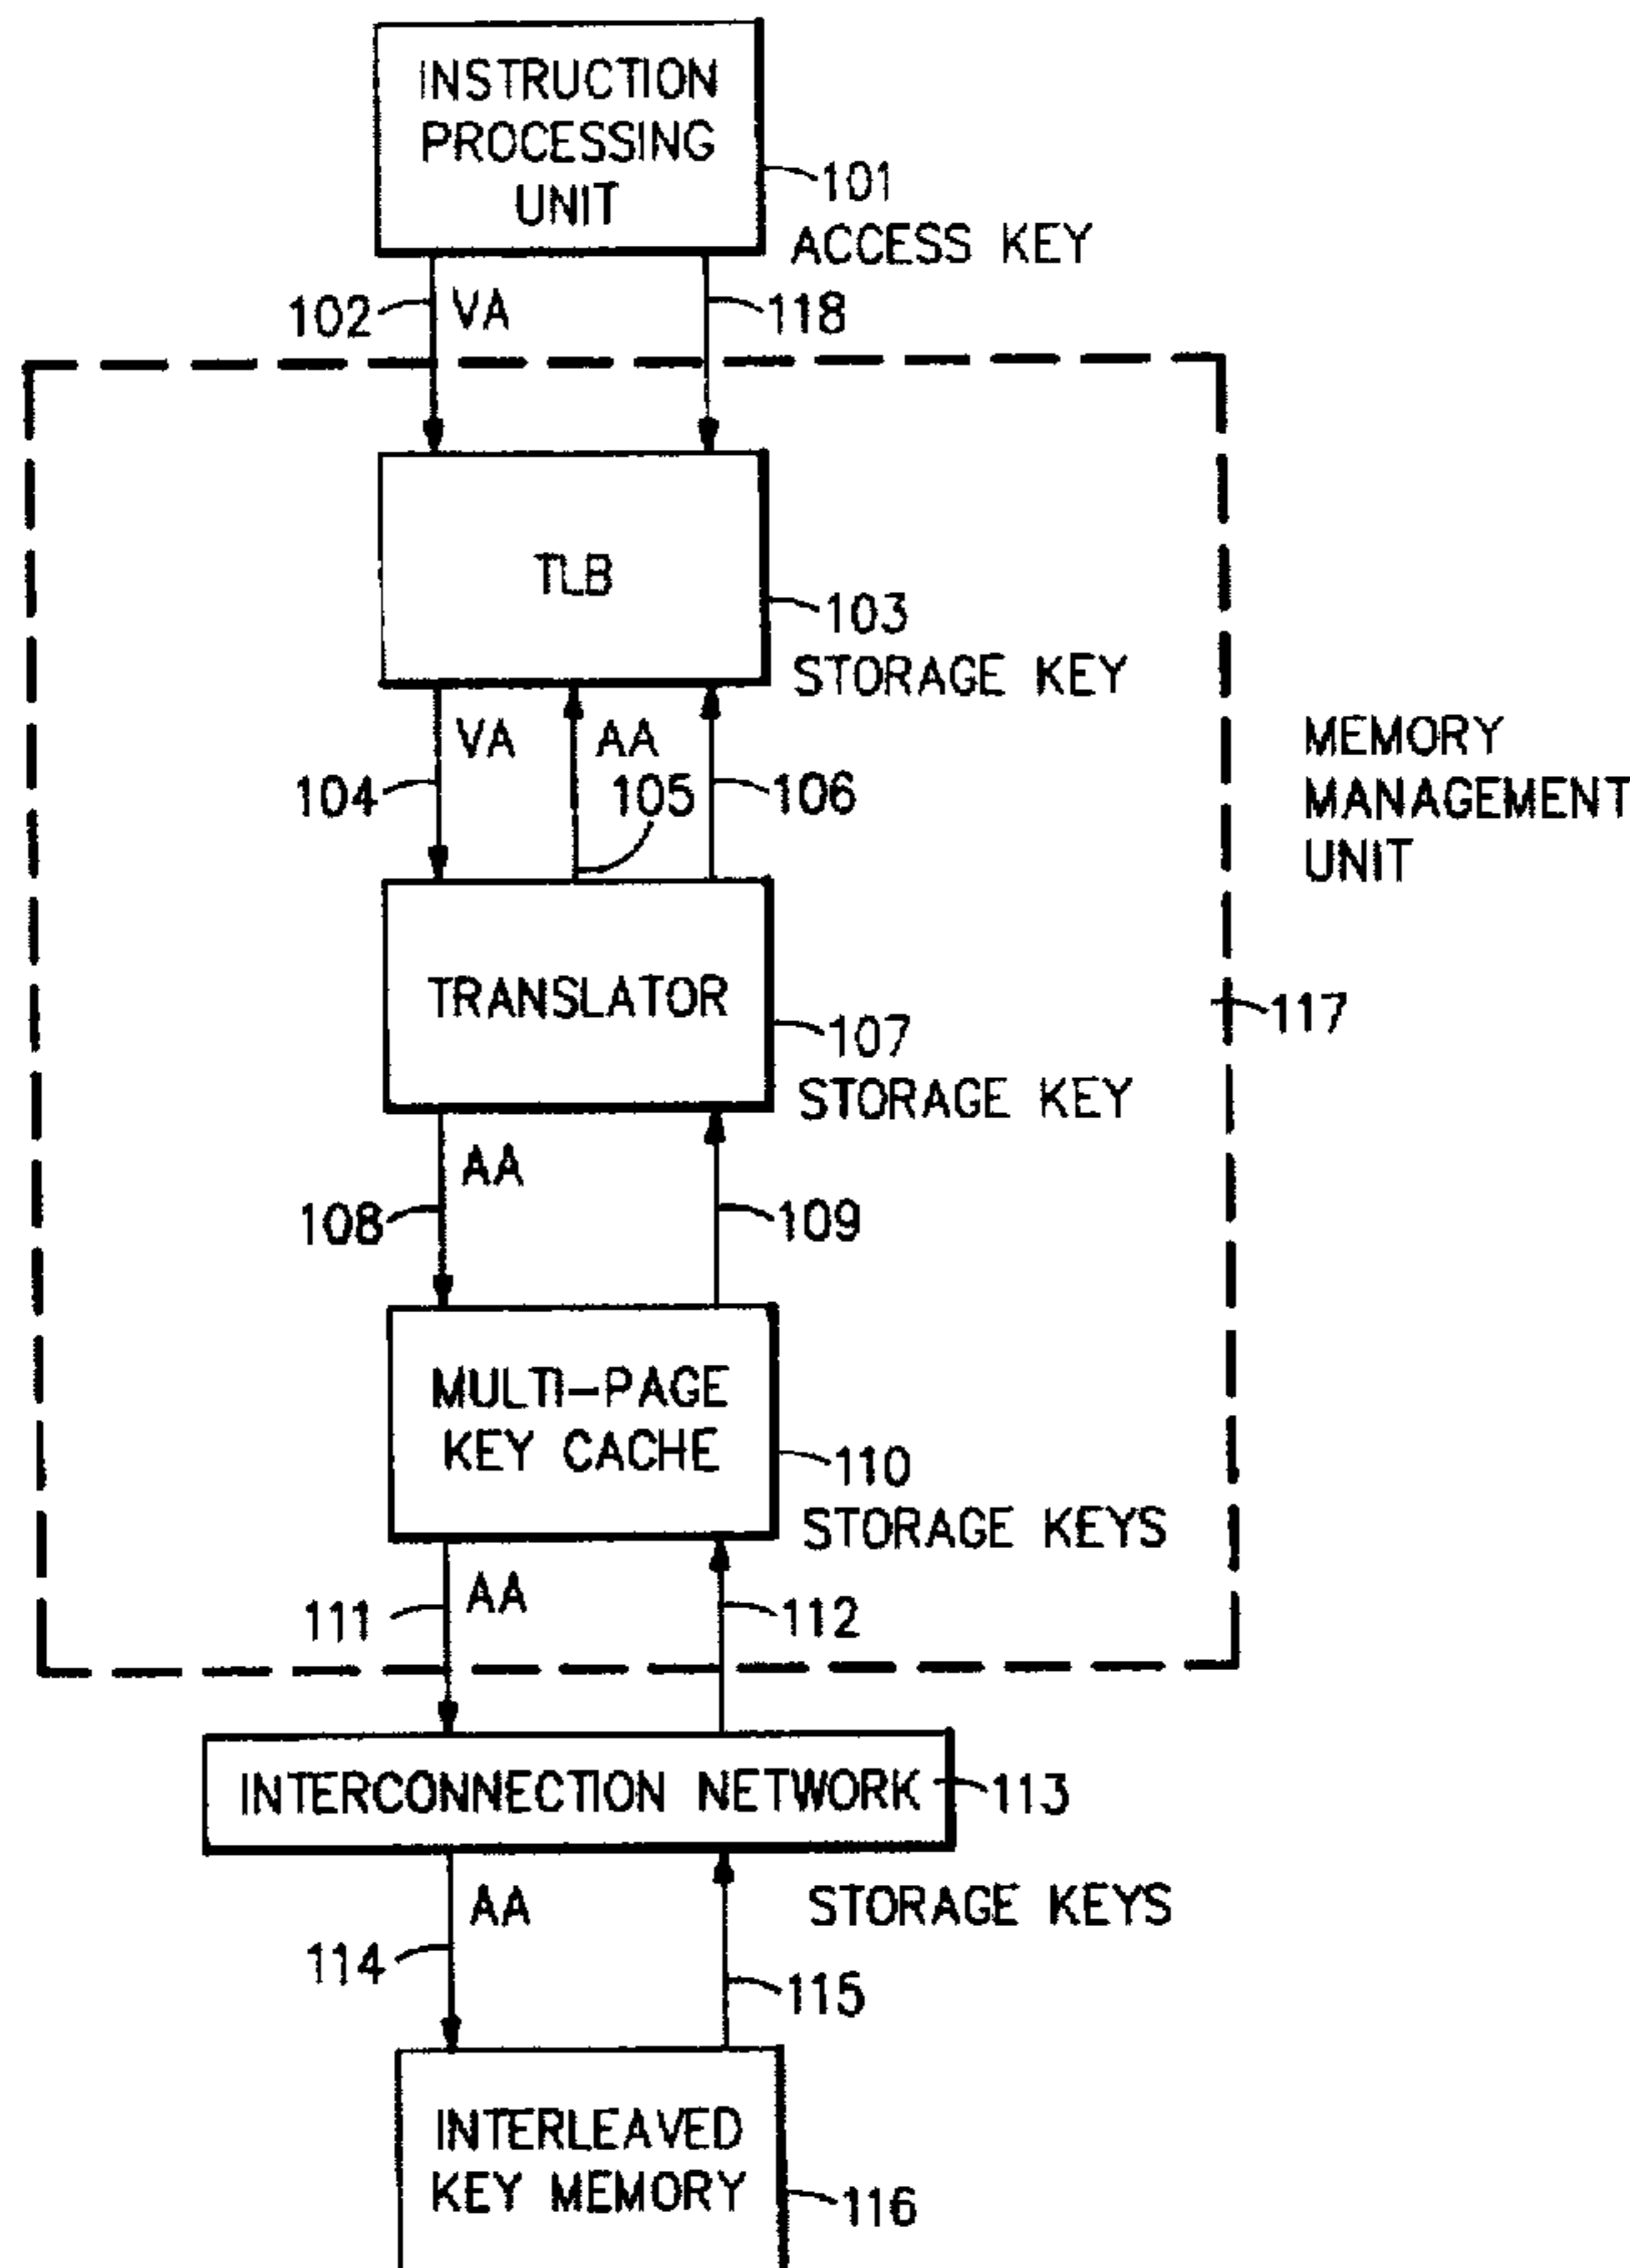 INSTRUCTION
PROCESSING
UNIT
101
ACCESS KEY
102
VA
118
TLB
103
STORAGE KEY
VA
AA
104
105
106
MEMORY
MANAGEMENT
UNIT
TRANSLATOR
107
117
STORAGE KEY
AA
108
109
MULTI-PAGE
KEY CACHE
110
STORAGE KEYS
AA
111
112
INTERCONNECTION NETWORK
113
AA
STORAGE KEYS
114
115
INTERLEAVED
KEY MEMORY
116